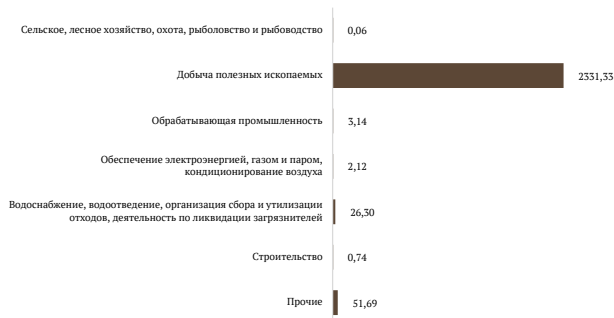 Сельское, лесное хозяйство, охота, рыболовство и рыбоводство
0,06
Добыча полезных ископаемых
2331,33
Обрабатывающая промышленность
3,14
Обеспечение электроэнергией, газом и паром,
кондиционирование воздуха
2,12
Водоснабжение, водоотведение, организация сбора и утилизации
отходов, деятельность по ликвидации загрязнителей
26,30
Строительство
0,74
Прочие
51,69